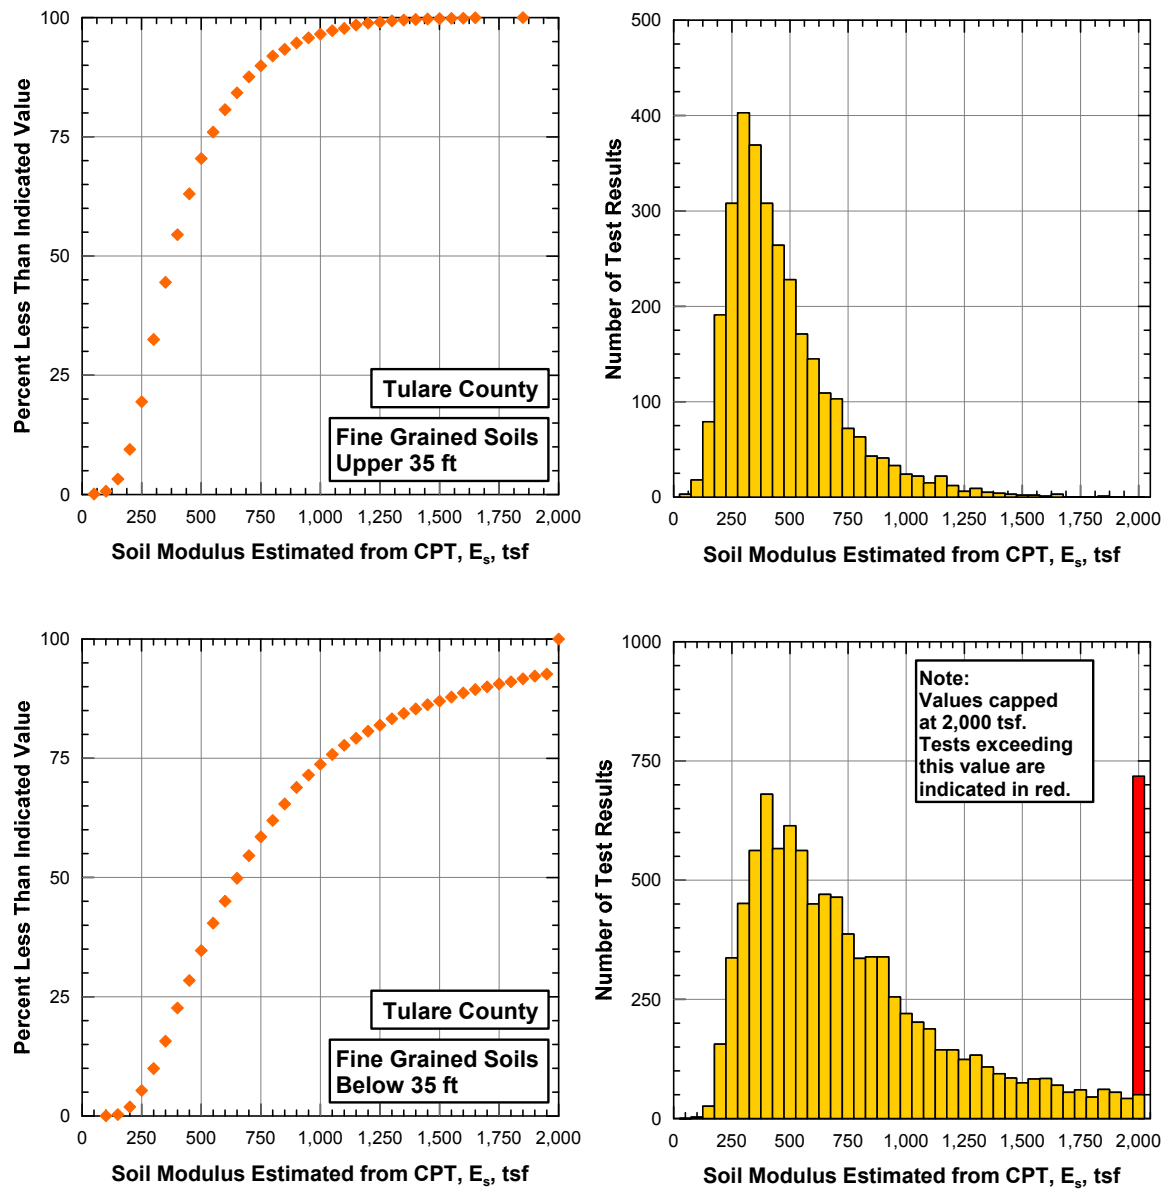 100
75
50
25
0
Percent Less Than Indicated Value
0 250 500 750 1,000 1,250 1,500 1,750 2,000
Soil Modulus Estimated from CPT, Es, tsf
Tulare County
Fine Grained Soils
Upper 35 ft
500
400
300
200
100
0
Number of Test Results
0 250 500 750 1,000 1,250 1,500 1,750 2,000
Soil Modulus Estimated from CPT, Es, tsf
100
75
50
25
0
Percent Less Than Indicated Value
0 250 500 750 1,000 1,250 1,500 1,750 2,000
Soil Modulus Estimated from CPT, Es, tsf
Tulare County
Fine Grained Soils
Below 35 ft
1000
750
500
250
0
Number of Test Results
0 250 500 750 1,000 1,250 1,500 1,750 2,000
Soil Modulus Estimated from CPT, Es, tsf
Note:
Values capped
at 2,000 tsf.
Tests exceeding
this value are
indicated in red.